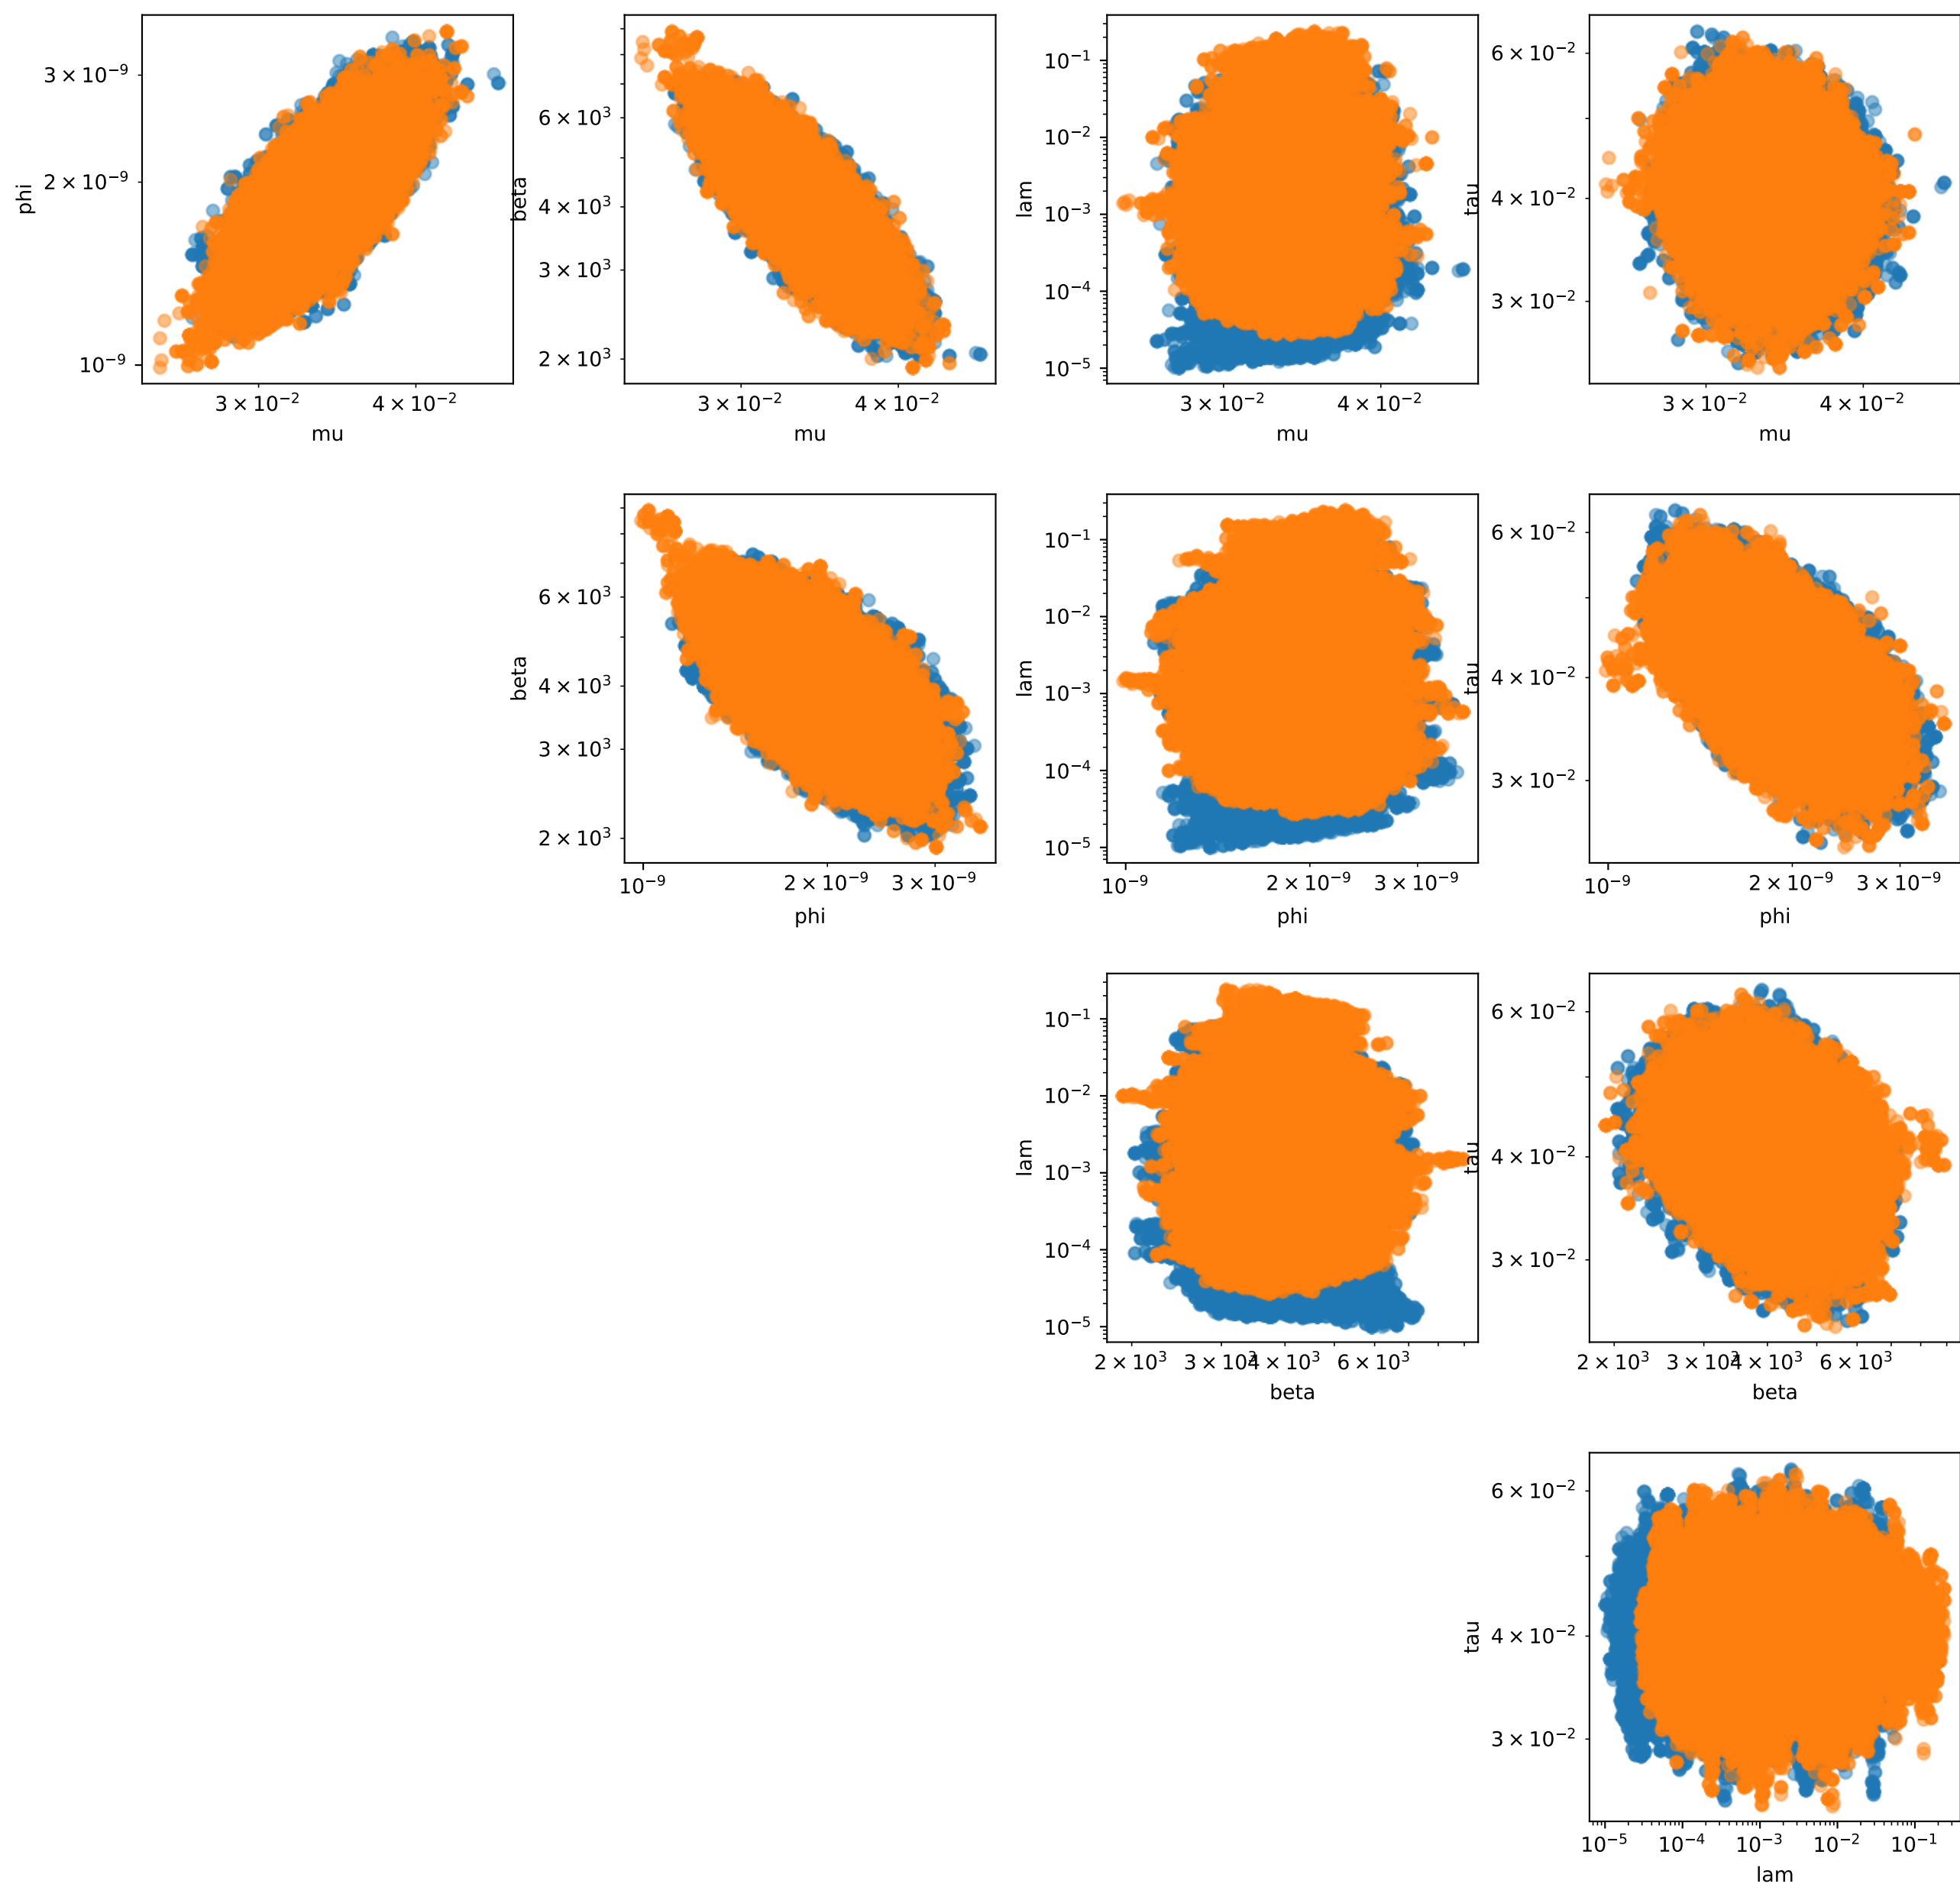 phi
3 × 10⁻⁹
2 × 10⁻⁹
10⁻⁹
3 × 10⁻²
4 × 10⁻²
mu
beta
6 × 10³
4 × 10³
3 × 10³
2 × 10³
3 × 10⁻²
4 × 10⁻²
mu
lam
10⁻¹
10⁻²
10⁻³
10⁻⁴
10⁻⁵
3 × 10⁻²
4 × 10⁻²
mu
tau
6 × 10⁻²
4 × 10⁻²
3 × 10⁻²
3 × 10⁻²
4 × 10⁻²
mu
beta
6 × 10³
4 × 10³
3 × 10³
2 × 10³
10⁻⁹
2 × 10⁻⁹
3 × 10⁻⁹
phi
lam
10⁻¹
10⁻²
10⁻³
10⁻⁴
10⁻⁵
10⁻⁹
2 × 10⁻⁹
3 × 10⁻⁹
phi
tau
6 × 10⁻²
4 × 10⁻²
3 × 10⁻²
10⁻⁹
2 × 10⁻⁹
3 × 10⁻⁹
phi
lam
10⁻¹
10⁻²
10⁻³
10⁻⁴
10⁻⁵
2 × 10³
3 × 10³
4 × 10³
6 × 10³
beta
tau
6 × 10⁻²
4 × 10⁻²
3 × 10⁻²
2 × 10³
3 × 10³
4 × 10³
6 × 10³
beta
tau
6 × 10⁻²
4 × 10⁻²
3 × 10⁻²
10⁻⁵
10⁻⁴
10⁻³
10⁻²
10⁻¹
lam